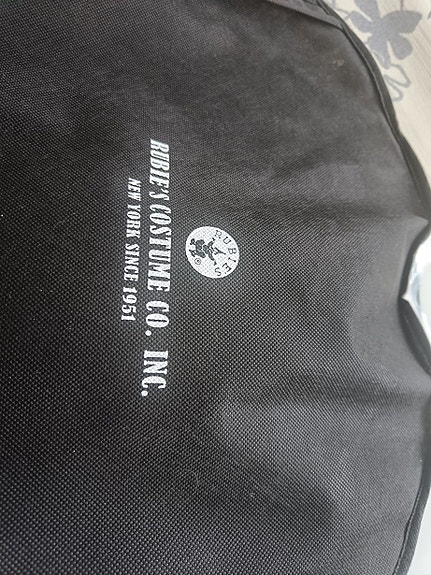 RUBIES
RUBIE'S COSTUME CO. INC.
NEW YORK SINCE 1951